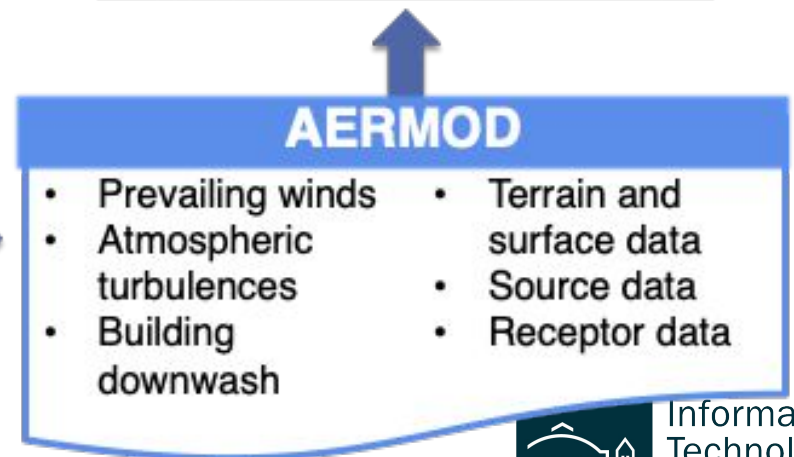 AERMOD
• Prevailing winds
• Atmospheric
turbulences
• Building
downwash
• Terrain and
surface data
• Source data
• Receptor data